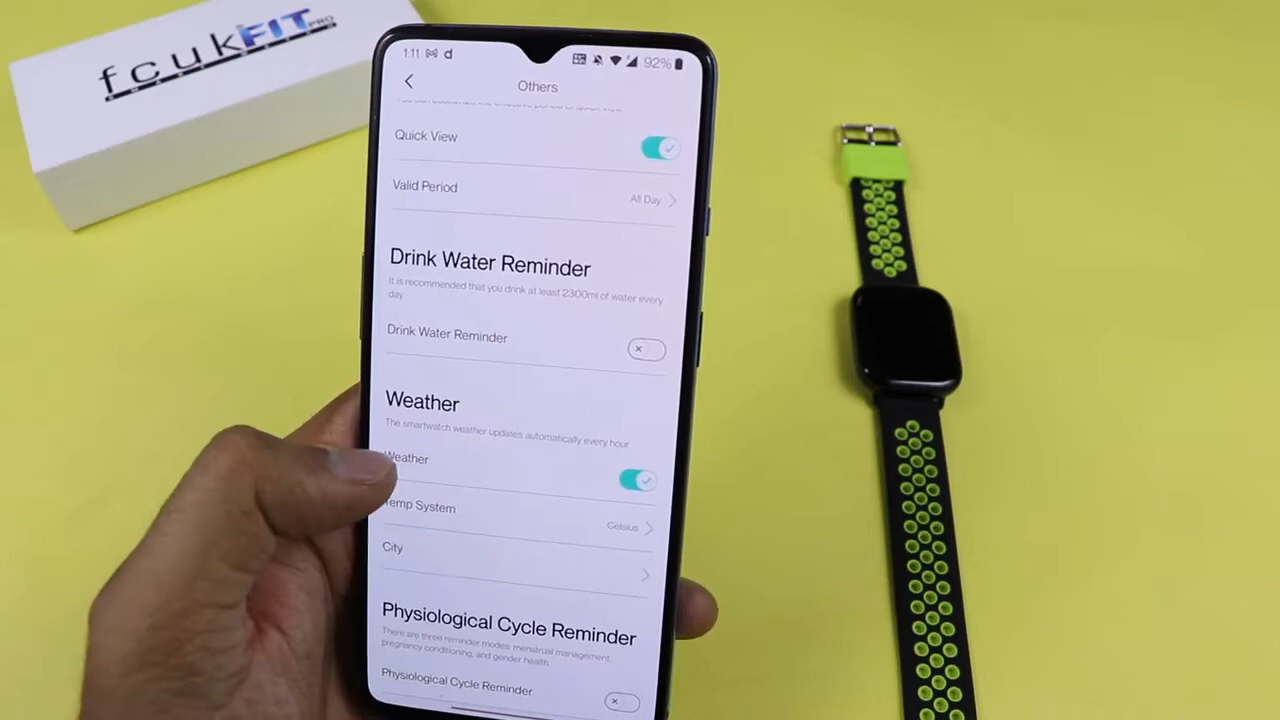 fcukFIT PRO
SMART WATCH
1:11
92%
Others
Quick View
Valid Period
All Day
Drink Water Reminder
It is recommended that you drink at least 2300ml of water every
day
Drink Water Reminder
Weather
The smartwatch weather updates automatically every hour
Weather
Temp System
Celsius
City
Physiological Cycle Reminder
There are three reminder modes: menstrual management,
pregnancy conditioning, and gender health.
Physiological Cycle Reminder